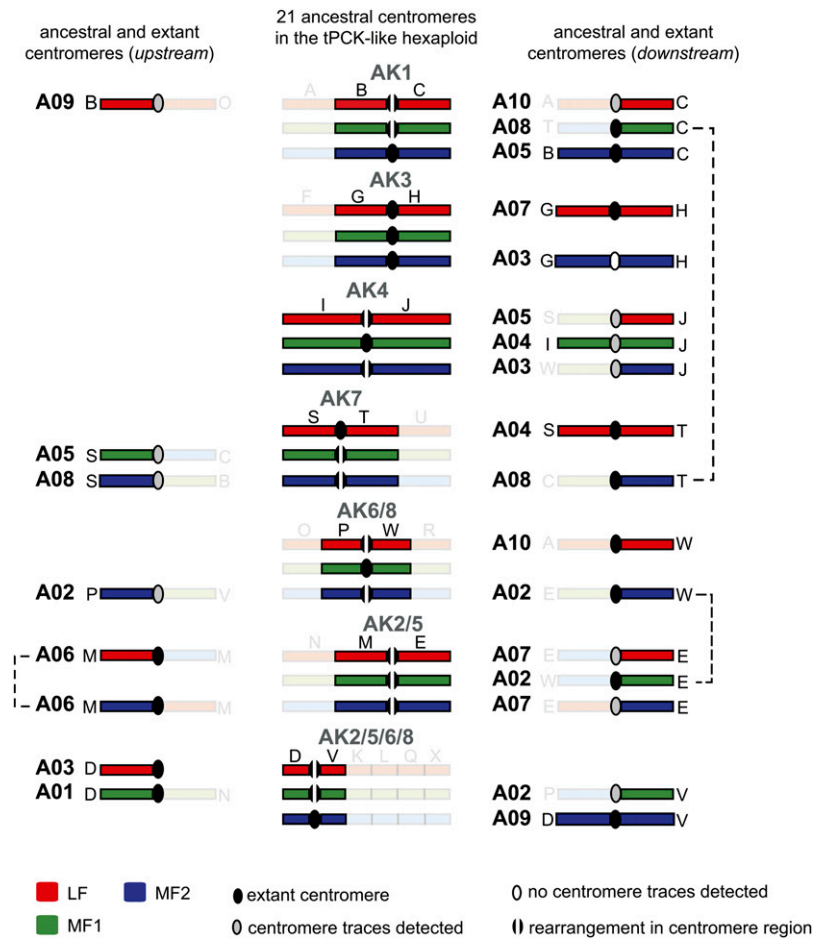 ancestral and extant
centromeres (upstream)
21 ancestral centromeres
in the tPCK-like hexaploid
ancestral and extant
centromeres (downstream)
AK1
A B C
A09 B O
A10 A C
A08 T C
A05 B C
AK3
F G H
A07 G H
A03 G H
AK4
I J
A05 S J
A04 I J
A03 W J
AK7
S T U
A04 S T
A05 S C
A08 S B
A08 C T
AK6/8
O P W R
A10 A W
A02 P V
A02 E W
AK2/5
N M E
A06 M M
A07 E E
A02 W E
A06 M M
A07 E E
AK2/5/6/8
D V K L Q X
A03 D
A01 D N
A02 P V
A09 D V
LF
MF2
MF1
extant centromere
centromere traces detected
no centromere traces detected
rearrangement in centromere region